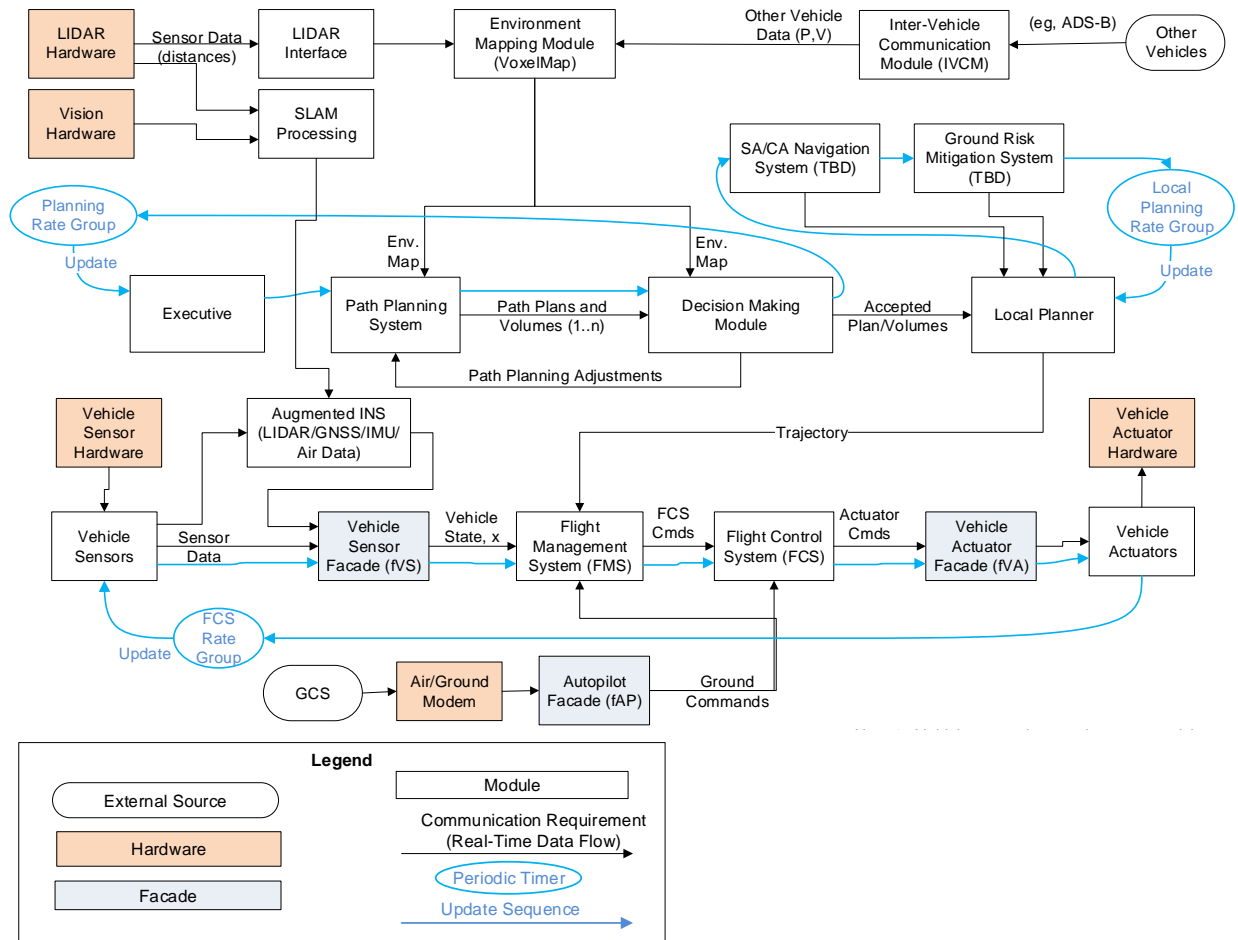 LIDAR
Hardware
Sensor Data
(distances)
LIDAR
Interface
Environment
Mapping Module
(VoxelMap)
Other Vehicle
Data (P,V)
Inter-Vehicle
Communication
Module (IVCM)
(eg, ADS-B)
Other
Vehicles
Vision
Hardware
SLAM
Processing
SA/CA Navigation
System (TBD)
Ground Risk
Mitigation System
(TBD)
Planning
Rate Group
Local
Planning
Rate Group
Update
Update
Env.
Map
Env.
Map
Executive
Path Planning
System
Path Plans and
Volumes (1..n)
Decision Making
Module
Accepted
Plan/Volumes
Local Planner
Path Planning Adjustments
Vehicle
Sensor
Hardware
Augmented INS
(LIDAR/GNSS/IMU/
Air Data)
Trajectory
Vehicle
Actuator
Hardware
Vehicle
Sensors
Sensor
Data
Vehicle
Sensor
Facade (fVS)
Vehicle
State, x
Flight
Management
System (FMS)
FCS
Cmds
Flight Control
System (FCS)
Actuator
Cmds
Vehicle
Actuator
Facade (fVA)
Vehicle
Actuators
FCS
Rate
Group
Update
GCS
Air/Ground
Modem
Autopilot
Facade (fAP)
Ground
Commands
Legend
External Source
Hardware
Facade
Module
Communication Requirement
(Real-Time Data Flow)
Periodic Timer
Update Sequence